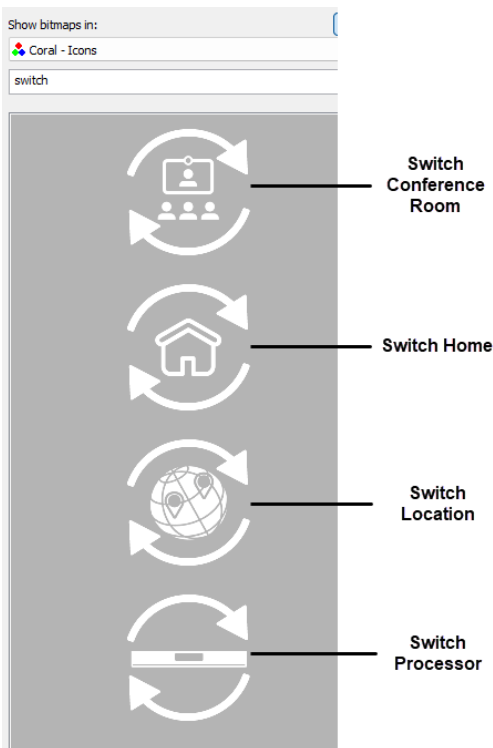 Show bitmaps in:
Coral - Icons
switch
Switch
Conference
Room
Switch Home
Switch
Location
Switch
Processor